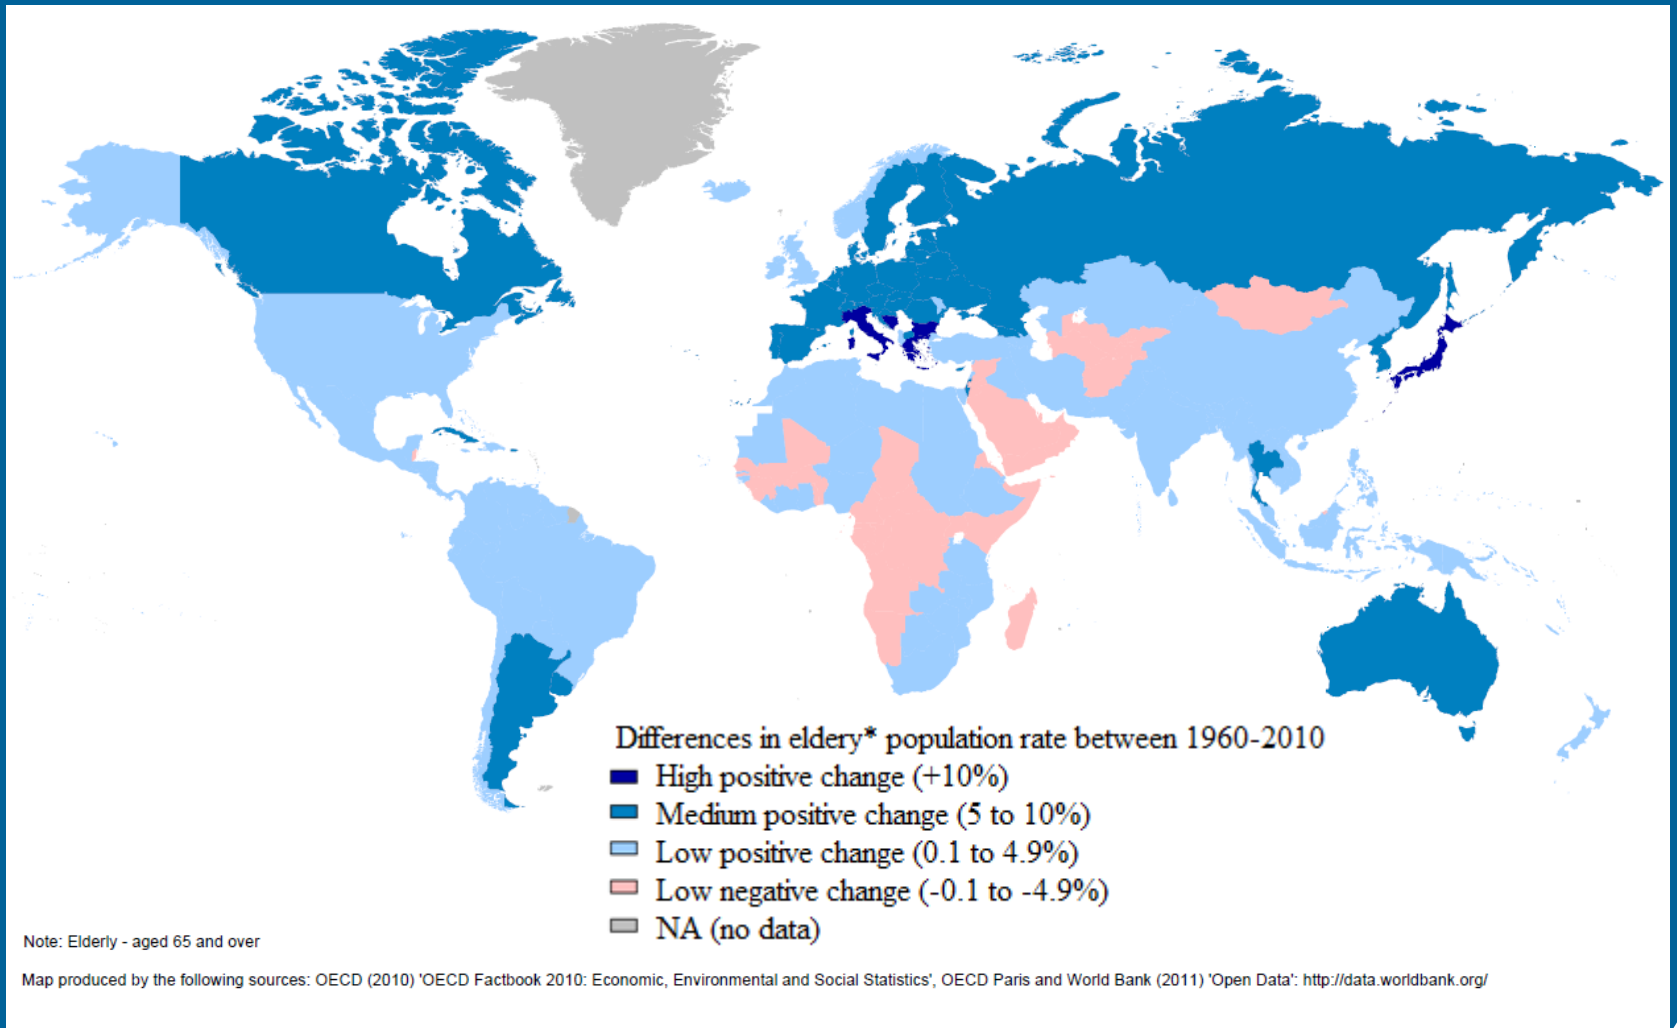 Differences in eldery* population rate between 1960-2010
High positive change (+10%)
Medium positive change (5 to 10%)
Low positive change (0.1 to 4.9%)
Low negative change (-0.1 to -4.9%)
NA (no data)
Note: Elderly - aged 65 and over
Map produced by the following sources: OECD (2010) 'OECD Factbook 2010: Economic, Environmental and Social Statistics', OECD Paris and World Bank (2011) 'Open Data': http://data.worldbank.org/